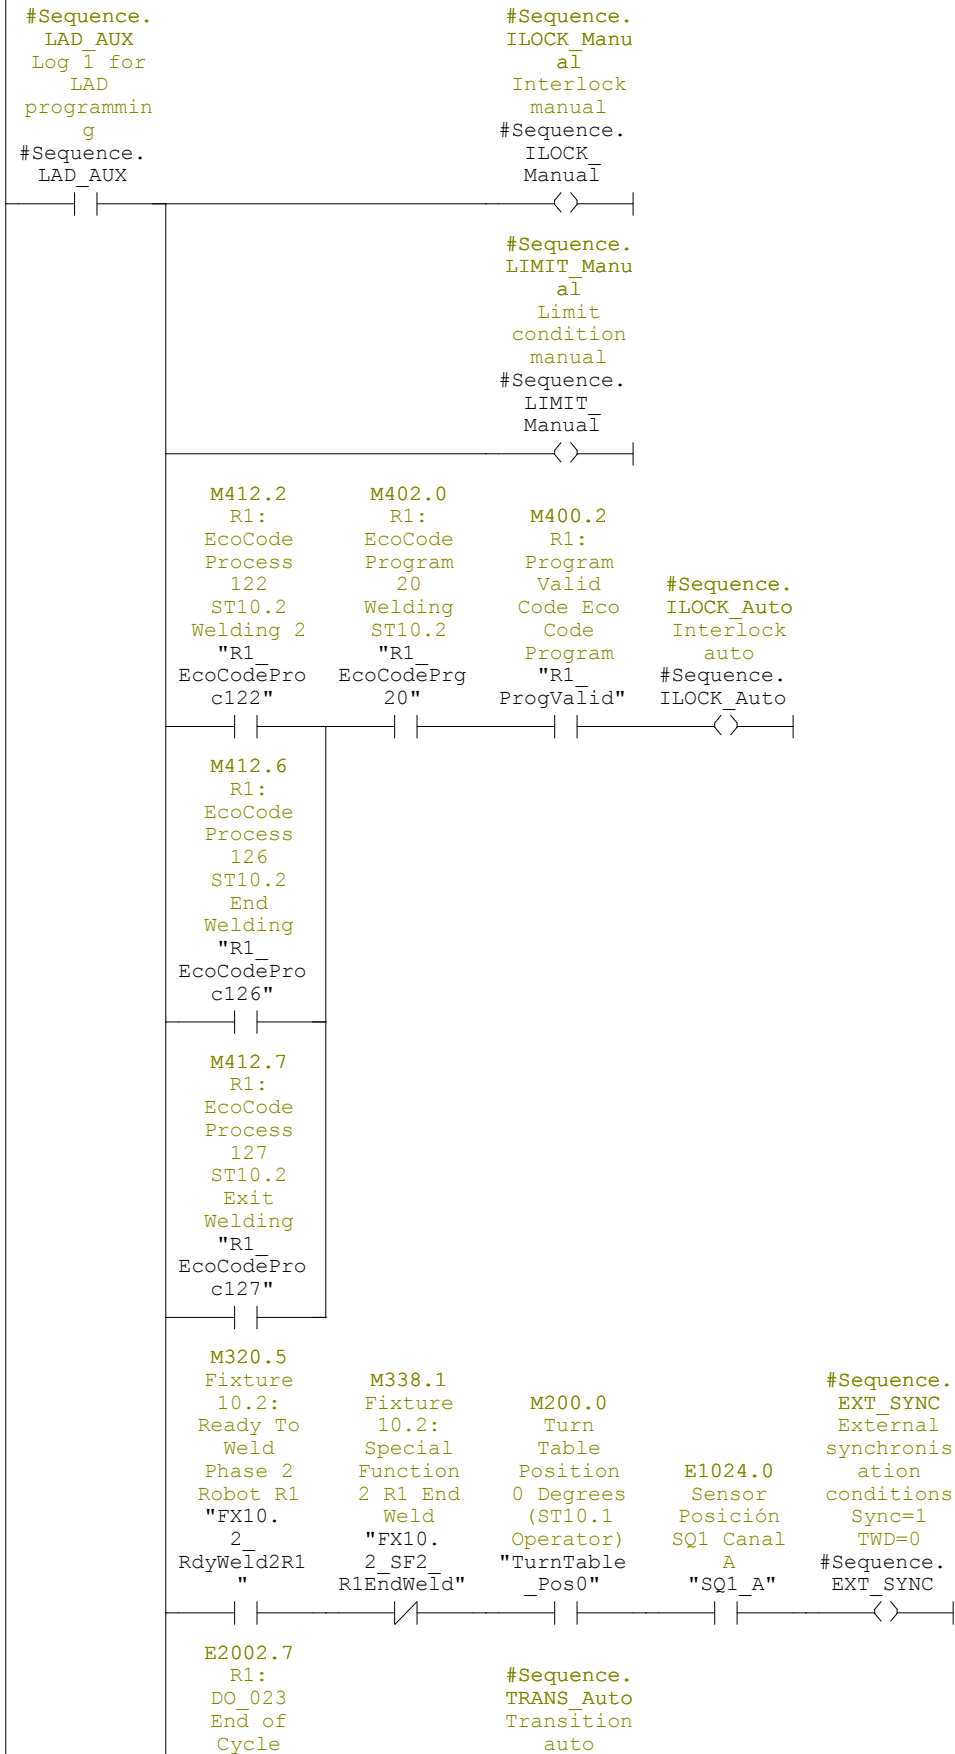 #Sequence.
LAD_AUX
Log 1 for
LAD
programmin
g
#Sequence.
LAD_AUX
#Sequence.
ILOCK_Manu
al
Interlock
manual
#Sequence.
ILOCK_
Manual
#Sequence.
LIMIT_Manu
al
Limit
condition
manual
#Sequence.
LIMIT_
Manual
M412.2
R1:
EcoCode
Process
122
ST10.2
Welding 2
"R1_
EcoCodePro
c122"
M402.0
R1:
EcoCode
Program
20
Welding
ST10.2
"R1_
EcoCodePrg
20"
M400.2
R1:
Program
Valid
Code Eco
Code
Program
"R1_
ProgValid"
#Sequence.
ILOCK_Auto
Interlock
auto
#Sequence.
ILOCK_Auto
M412.6
R1:
EcoCode
Process
126
ST10.2
End
Welding
"R1_
EcoCodePro
c126"
M412.7
R1:
EcoCode
Process
127
ST10.2
Exit
Welding
"R1_
EcoCodePro
c127"
M320.5
Fixture
10.2:
Ready To
Weld
Phase 2
Robot R1
"FX10.
2_
RdyWeld2R1
"
M338.1
Fixture
10.2:
Special
Function
2 R1 End
Weld
"FX10.
2_SF2_
R1EndWeld"
M200.0
Turn
Table
Position
0 Degrees
(ST10.1
Operator)
"TurnTable
_Pos0"
E1024.0
Sensor
Posición
SQ1 Canal
A
"SQ1_A"
#Sequence.
EXT_SYNC
External
synchronis
ation
conditions
Sync=1
TWD=0
#Sequence.
EXT_SYNC
E2002.7
R1:
DO_023
End of
Cycle
#Sequence.
TRANS_Auto
Transition
auto